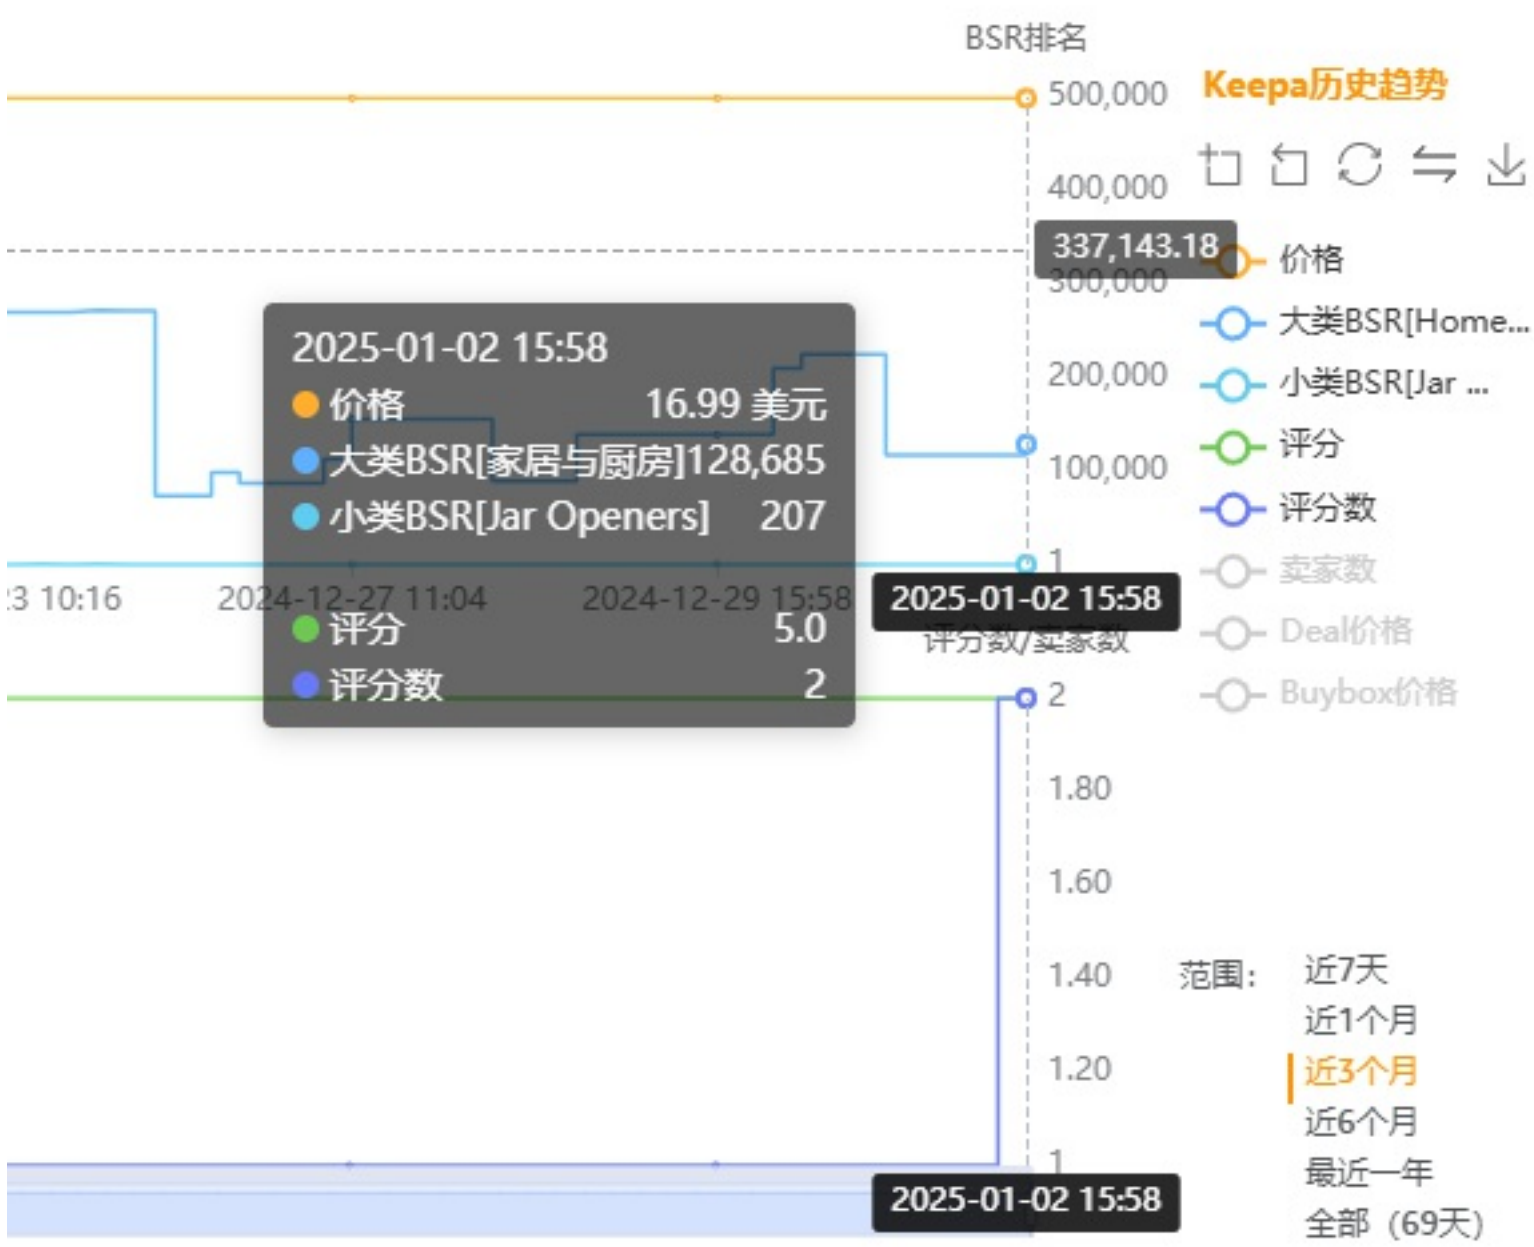 BSR排名
500,000
Keepa历史趋势
400,000
337,143.18
价格
300,000
大类BSR[Home...
2025-01-02 15:58
价格 16.99 美元
200,000
小类BSR[Jar ...
大类BSR[家居与厨房]128,685
评分
100,000
小类BSR[Jar Openers] 207
评分数
1
卖家数
:3 10:16
2024-12-27 11:04
2024-12-29 15:58
2025-01-02 15:58
评分 5.0
评分数/卖家数
Deal价格
评分数 2
2
Buybox价格
1.80
1.60
1.40
范围:
近7天
近1个月
1.20
近3个月
近6个月
1
最近一年
2025-01-02 15:58
全部（69天）